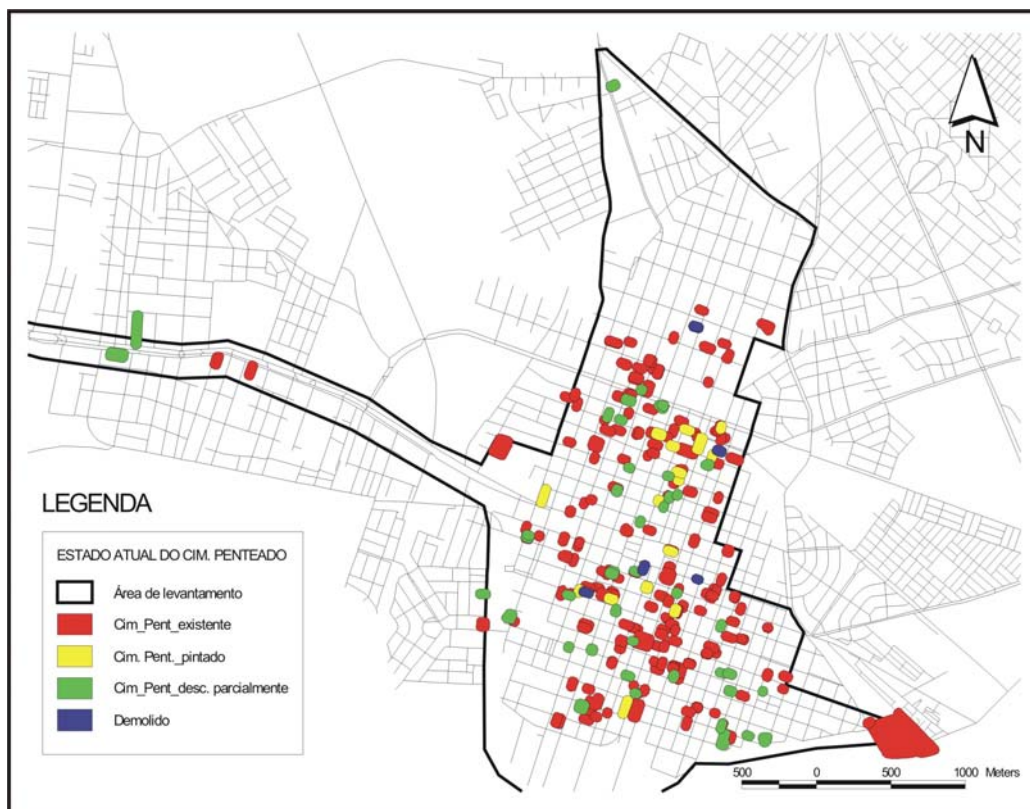 N
LEGENDA
ESTADO ATUAL DO CIM. PENTEADO
Área de levantamento
Cim_Pent_existente
Cim. Pent._pintado
Cim_Pent_desc. parcialmente
Demolido
500 0 500 1000 Meters